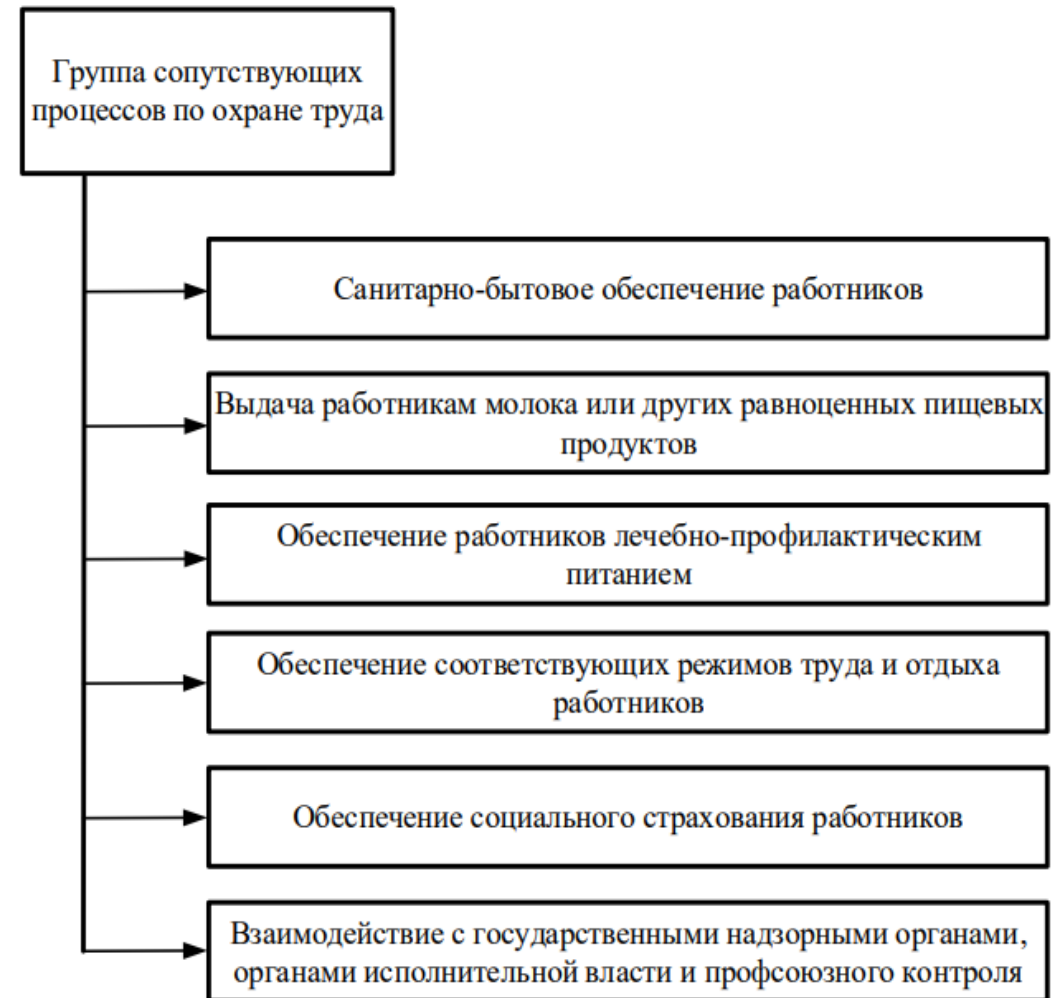 Группа сопутствующих
процессов по охране труда
Санитарно-бытовое обеспечение работников
Выдача работникам молока или других равноценных пищевых
продуктов
Обеспечение работников лечебно-профилактическим
питанием
Обеспечение соответствующих режимов труда и отдыха
работников
Обеспечение социального страхования работников
Взаимодействие с государственными надзорными органами,
органами исполнительной власти и профсоюзного контроля